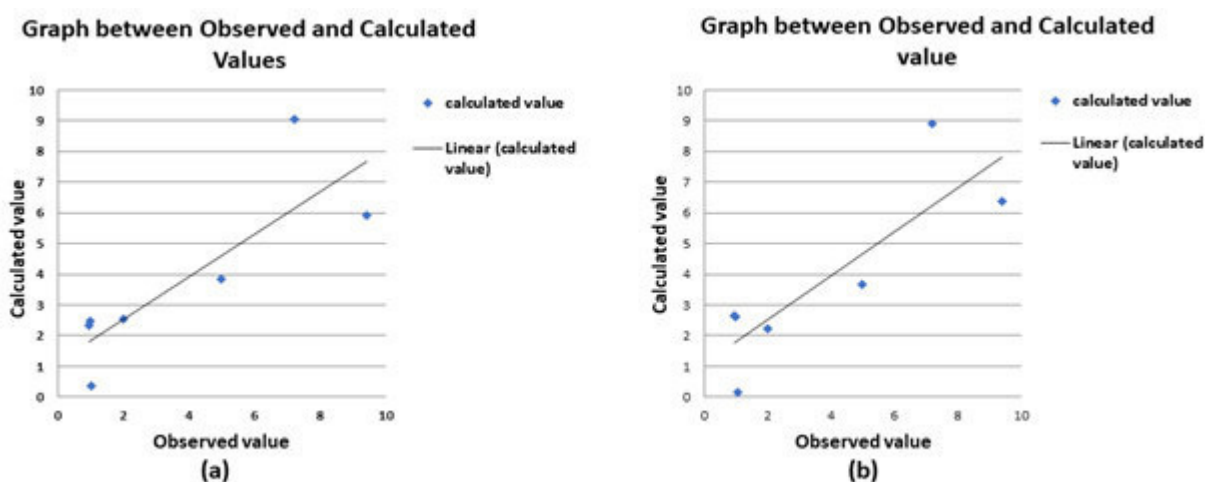 Graph between Observed and Calculated
Values
10
9
8
7
6
5
4
3
2
1
0
0 2 4 6 8 10
Calculated value
Observed value
calculated value
Linear (calculated
value)
(a)
Graph between Observed and Calculated
value
10
9
8
7
6
5
4
3
2
1
0
0 2 4 6 8 10
Calculated value
Observed value
calculated value
Linear (calculated
value)
(b)